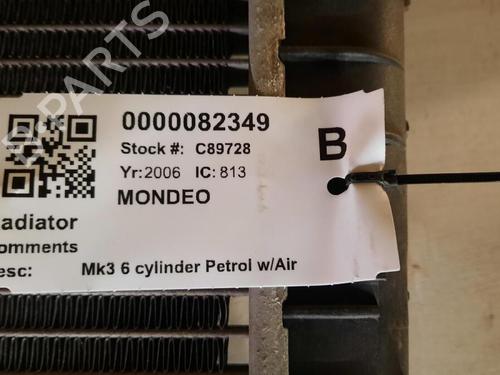 0000082349
Stock #: C89728
B
Yr: 2006 IC: 813
MONDEO
adiator
omments
esc: Mk3 6 cylinder Petrol w/Air
B-PARTS